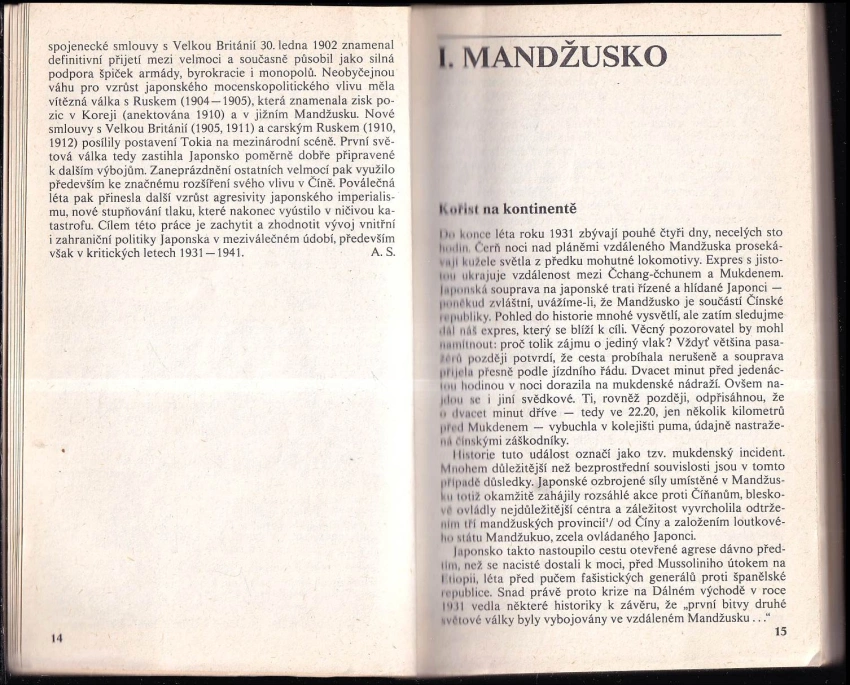 spojenecké smlouvy s Velkou Británií 30. ledna 1902 znamenal
definitivní přijetí mezi velmoci a současně působil jako silná
podpora špiček armády, byrokracie i monopolů. Neobyčejnou
váhu pro vzrůst japonského mocenskopolitického vlivu měla
vítězná válka s Ruskem (1904—1905), která znamenala zisk po-
zic v Koreji (anektována 1910) a v jižním Mandžusku. Nové
smlouvy s Velkou Británií (1905, 1911) a carským Ruskem (1910,
1912) posílily postavení Tokia na mezinárodní scéně. První svě-
tová válka tedy zastihla Japonsko poměrně dobře připravené
k dalším výbojům. Zaneprázdnění ostatních velmocí pak využilo
především ke značnému rozšíření svého vlivu v Číně. Poválečná
léta pak přinesla další vzrůst agresivity japonského imperialis-
mu, nové stupňování tlaku, které nakonec vyústilo v ničivou ka-
tastrofu. Cílem této práce je zachytit a zhodnotit vývoj vnitřní
i zahraniční politiky Japonska v meziválečném údobí, především
však v kritických letech 1931—1941. A. S.
14
I. MANDŽUSKO
Kořist na kontinentě
Do konce léta roku 1931 zbývají pouhé čtyři dny, necelých sto
hodin. Čerň noci nad pláněmi vzdáleného Mandžuska proseká-
vají kužele světla z předku mohutné lokomotivy. Expres s jisto-
tou ukrajuje vzdálenost mezi Čchang-čchunem a Mukdenem.
Japonská souprava na japonské trati řízené a hlídané Japonci —
poněkud zvláštní, uvážíme-li, že Mandžusko je součástí Čínské
republiky. Pohled do historie mnohé vysvětlí, ale zatím sledujme
dál náš expres, který se blíží k cíli. Věcný pozorovatel by mohl
namítnout: proč tolik zájmu o jediný vlak? Vždyť většina pasa-
žérů později potvrdí, že cesta probíhala nerušeně a souprava
přijela přesně podle jízdního řádu. Dvacet minut před jedenác-
tou hodinou v noci dorazila na mukdenské nádraží. Ovšem na-
jdou se i jiní svědkové. Ti, rovněž později, odpřisáhnou, že
o dvacet minut dříve — tedy ve 22.20, jen několik kilometrů
před Mukdenem — vybuchla v kolejišti puma, údajně nastraže-
ná čínskými záškodníky.
Historie tuto událost označí jako tzv. mukdenský incident.
Mnohem důležitější než bezprostřední souvislosti jsou v tomto
případě důsledky. Japonské ozbrojené síly umístěné v Mandžus-
ku totiž okamžitě zahájily rozsáhlé akce proti Číňanům, blesko-
vě ovládly nejdůležitější centra a záležitost vyvrcholila odtrže-
ním tří mandžuských provincií¹/ od Číny a založením loutkové-
ho státu Mandžukuo, zcela ovládaného Japonci.
Japonsko takto nastoupilo cestu otevřené agrese dávno před-
tím, než se nacisté dostali k moci, před Mussoliniho útokem na
Etiopii, léta před pučem fašistických generálů proti španělské
republice. Snad právě proto krize na Dálném východě v roce
1931 vedla některé historiky k závěru, že „první bitvy druhé
světové války byly vybojovány ve vzdáleném Mandžusku ..."
15